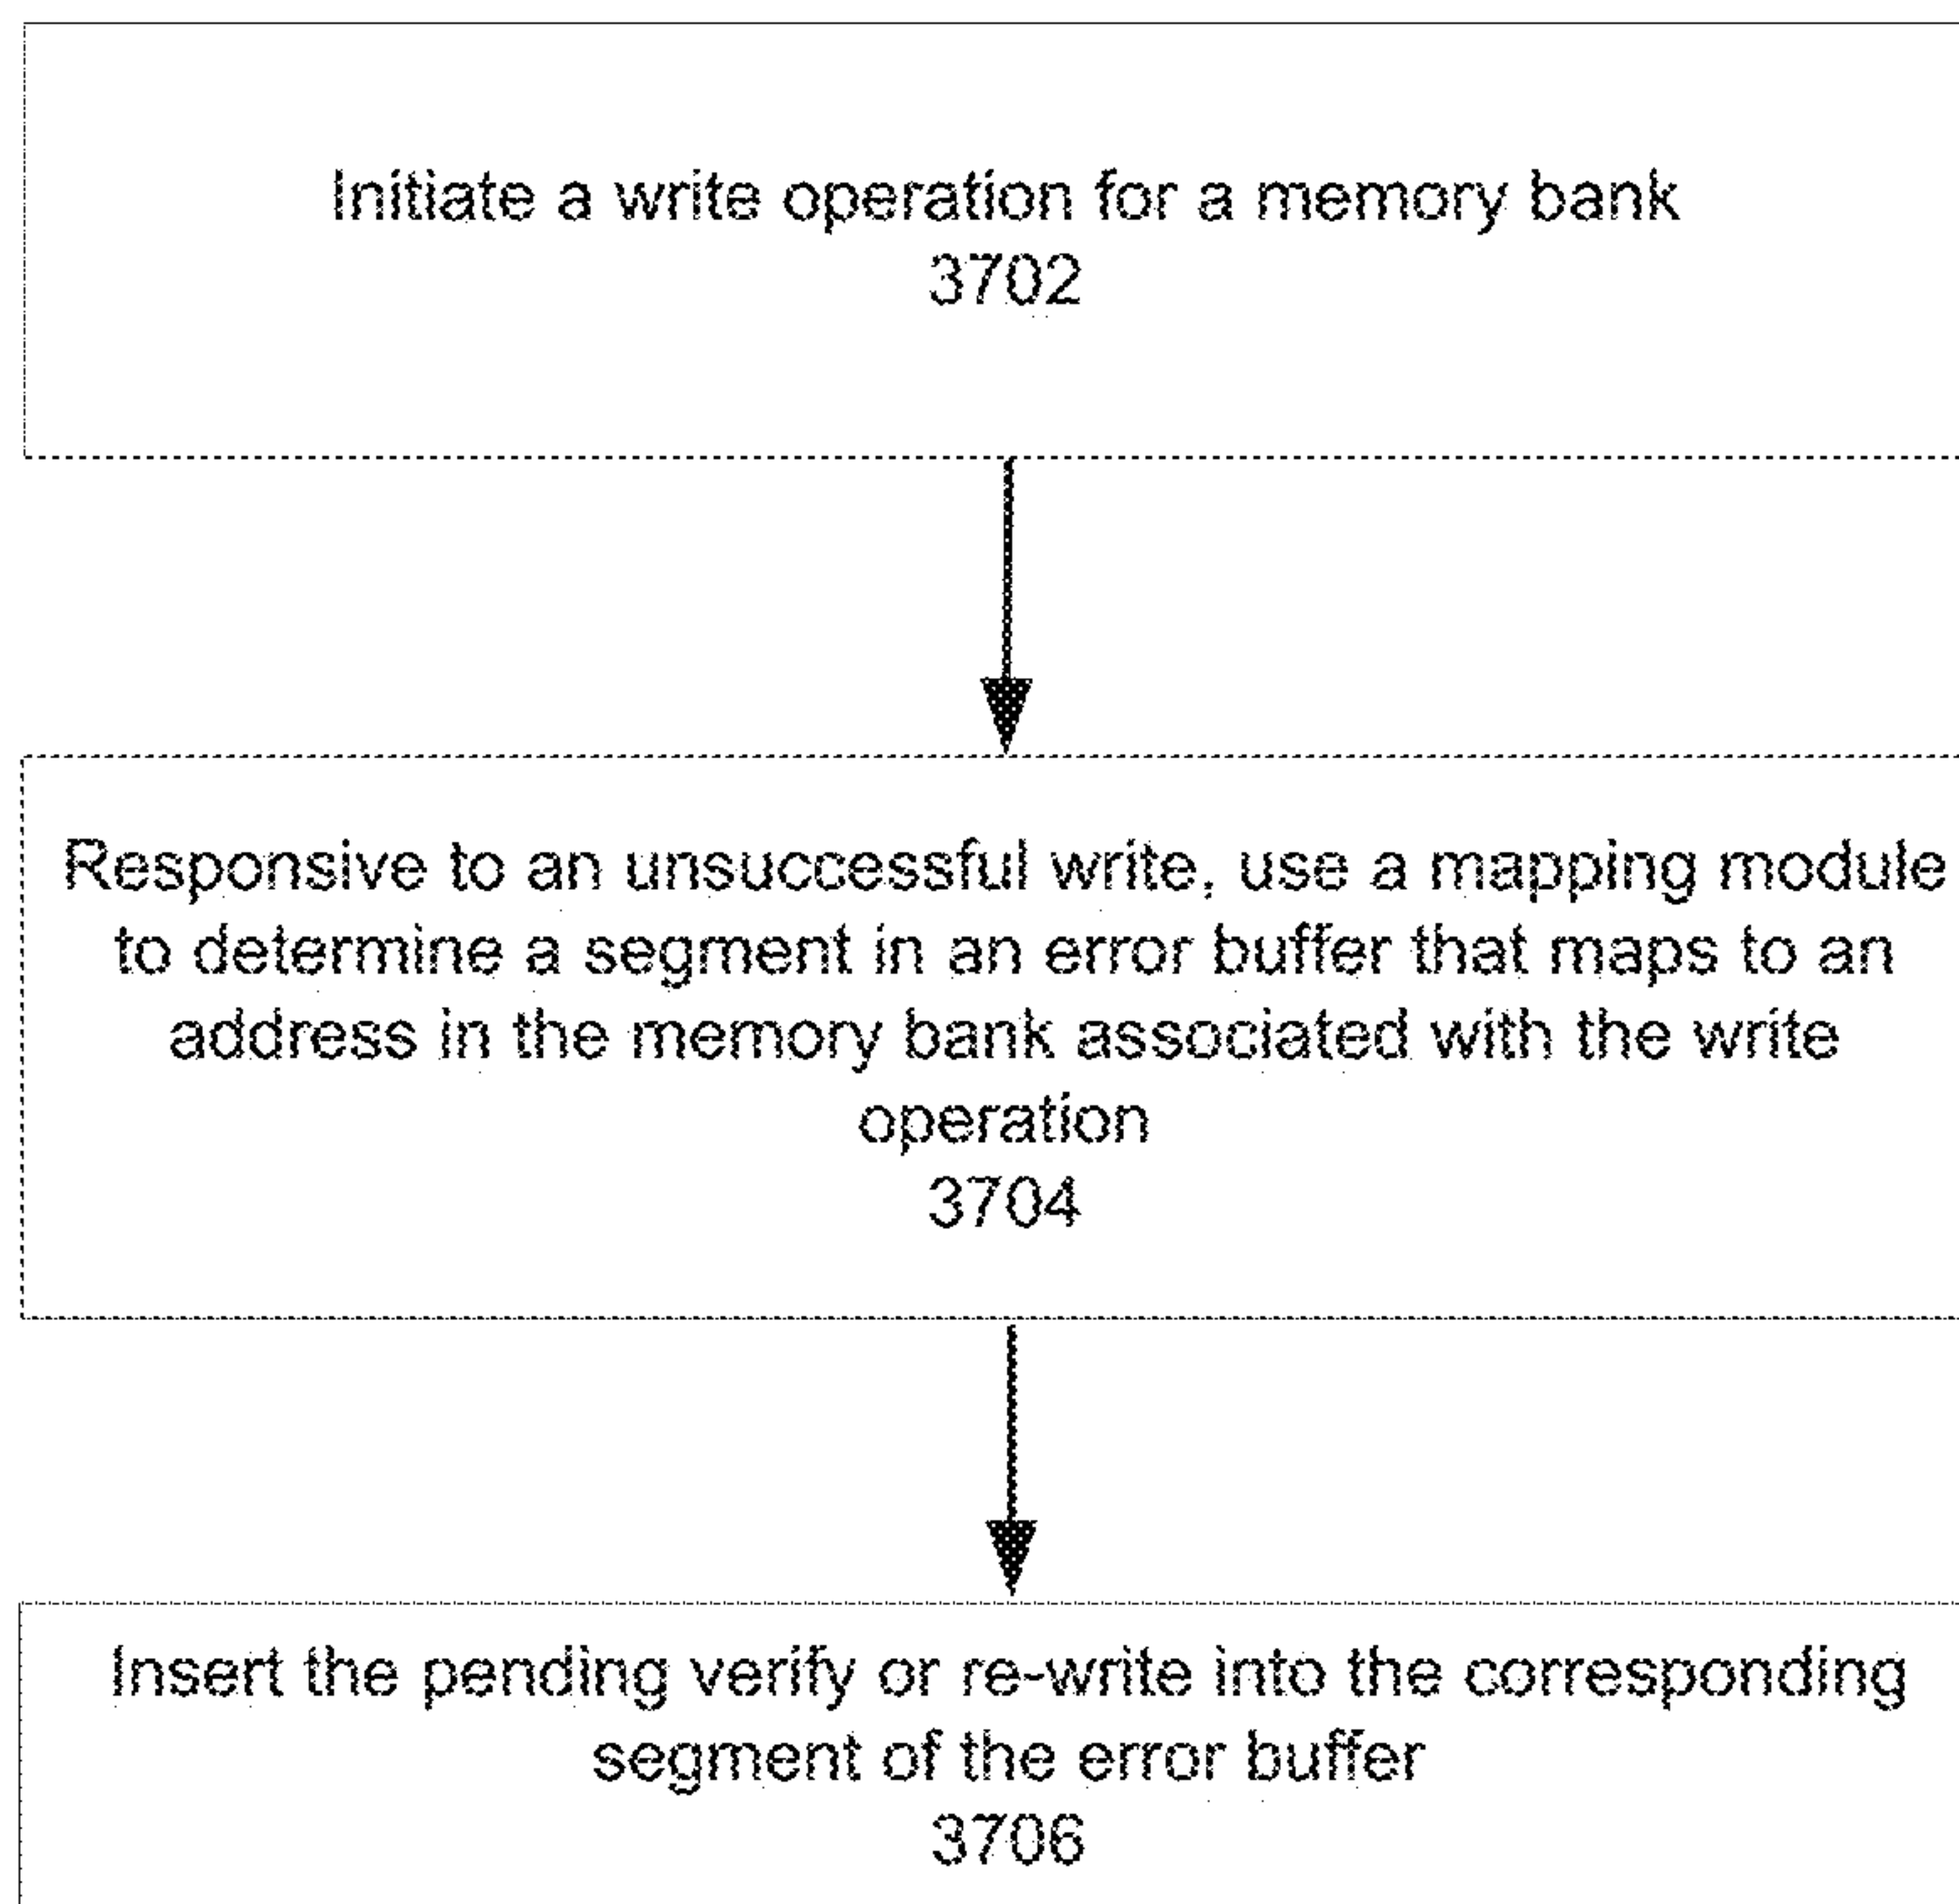 Initiate a write operation for a memory bank
3702
Responsive to an unsuccessful write, use a mapping module
to determine a segment in an error buffer that maps to an
address in the memory bank associated with the write
operation
3704
Insert the pending verify or re-write into the corresponding
segment of the error buffer
3706